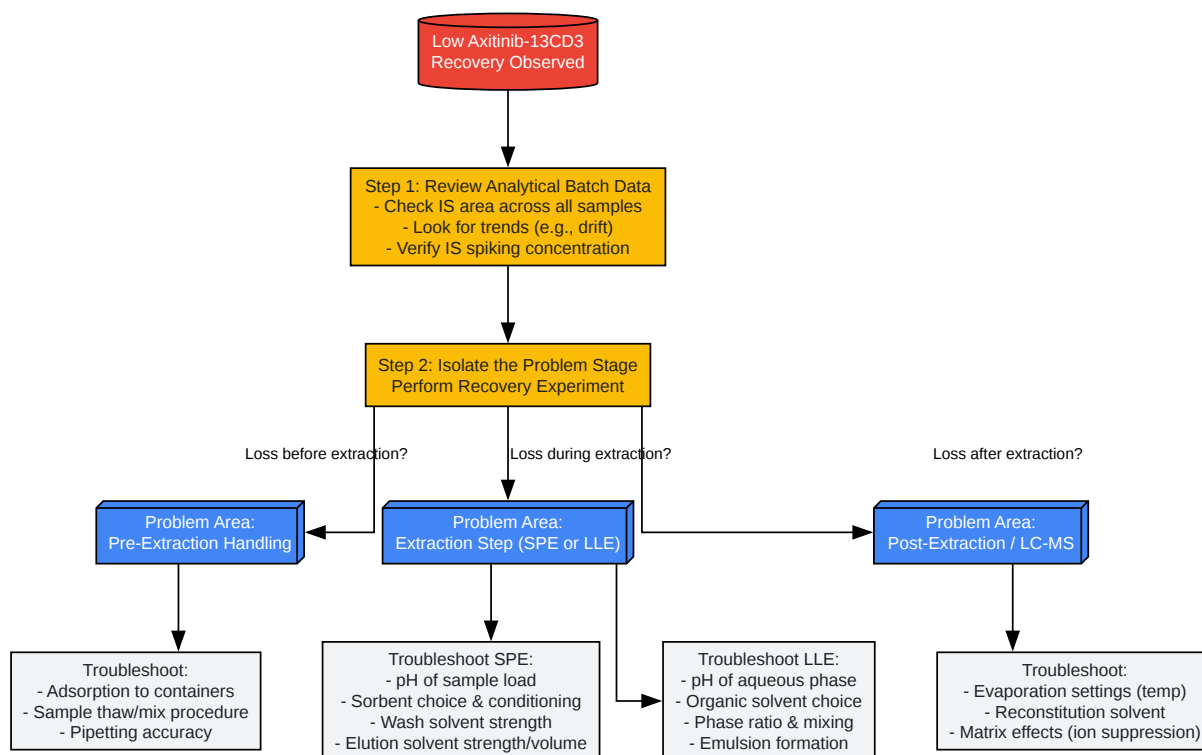 Low Axitinib-13CD3
Recovery Observed
Step 1: Review Analytical Batch Data
- Check IS area across all samples
- Look for trends (e.g., drift)
- Verify IS spiking concentration
Step 2: Isolate the Problem Stage
Perform Recovery Experiment
Loss before extraction?
Loss during extraction?
Loss after extraction?
Problem Area:
Pre-Extraction Handling
Problem Area:
Extraction Step (SPE or LLE)
Problem Area:
Post-Extraction / LC-MS
Troubleshoot:
- Adsorption to containers
- Sample thaw/mix procedure
- Pipetting accuracy
Troubleshoot SPE:
- pH of sample load
- Sorbent choice & conditioning
- Wash solvent strength
- Elution solvent strength/volume
Troubleshoot LLE:
- pH of aqueous phase
- Organic solvent choice
- Phase ratio & mixing
- Emulsion formation
Troubleshoot:
- Evaporation settings (temp)
- Reconstitution solvent
- Matrix effects (ion suppression)